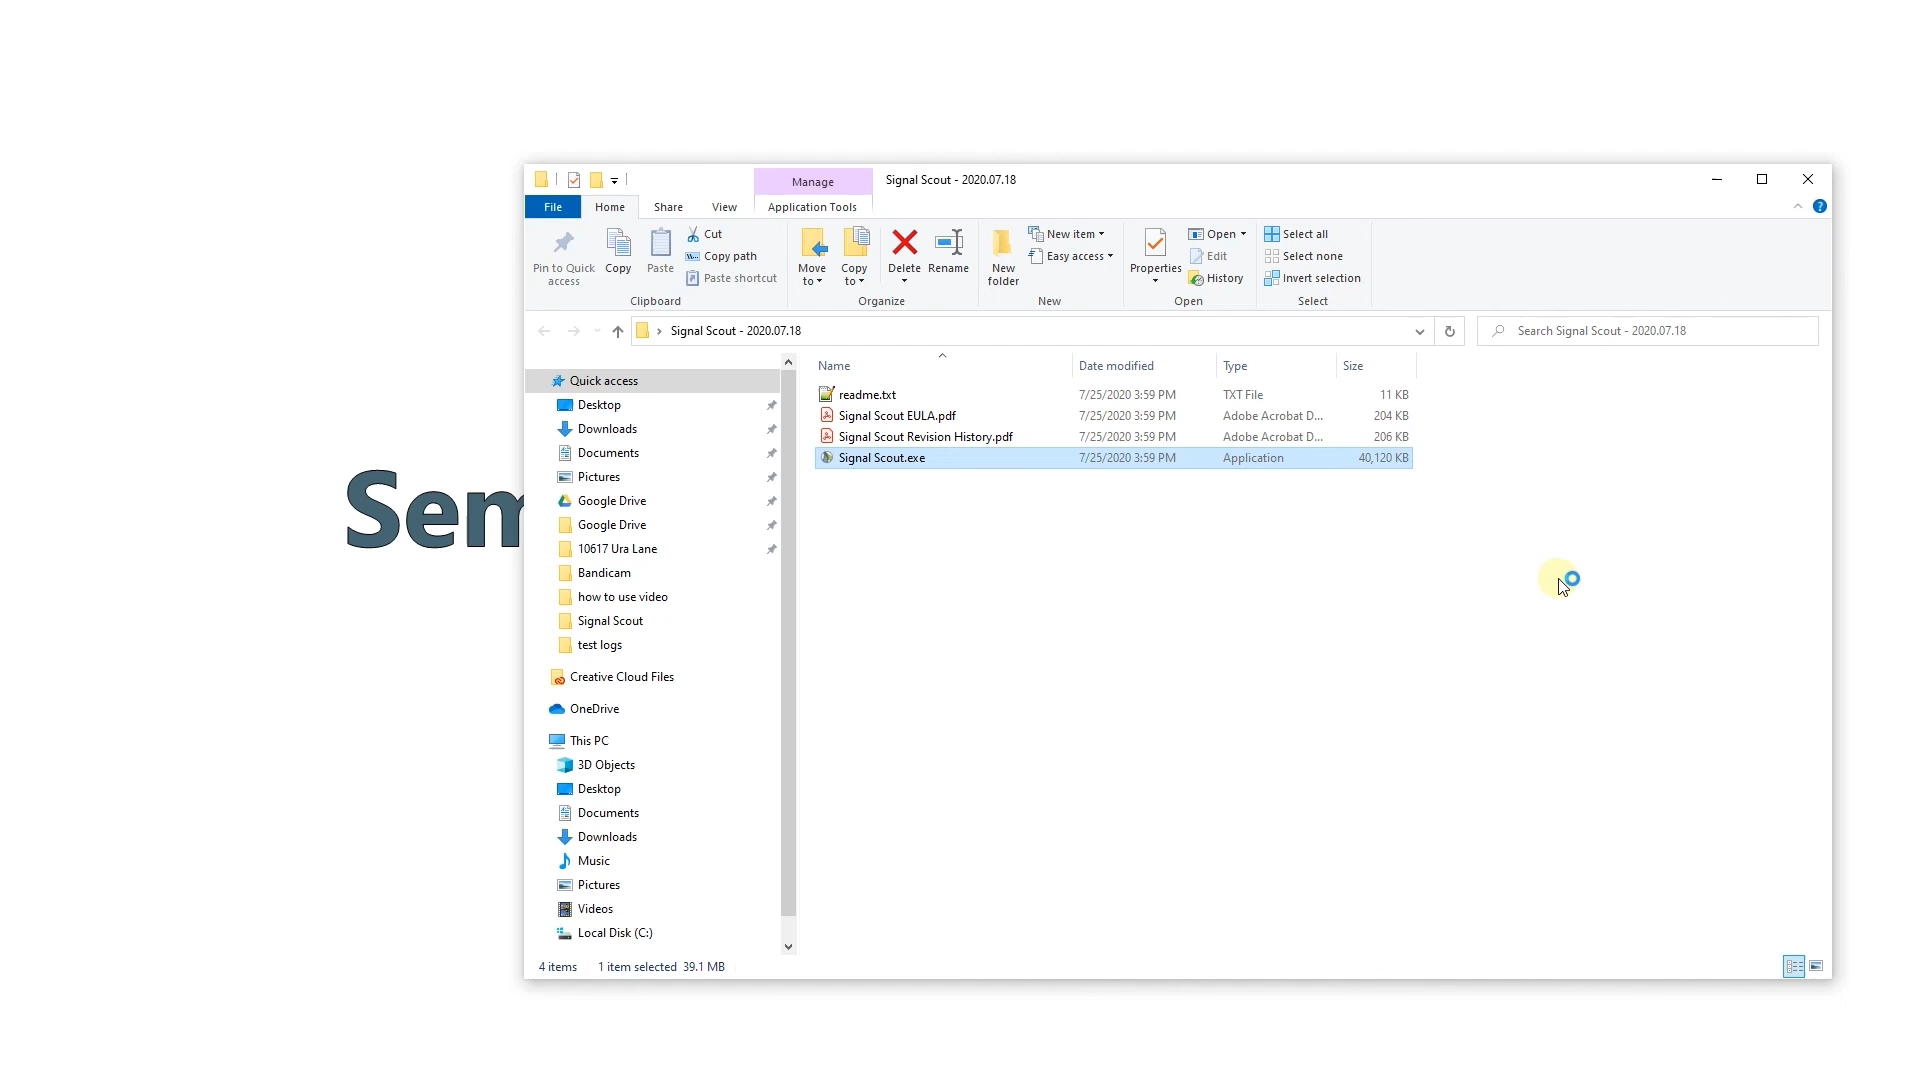 Manage
Signal Scout - 2020.07.18
File
Home
Share
View
Application Tools
Pin to Quick access
Copy
Paste
Cut
Copy path
Paste shortcut
Clipboard
Move to
Copy to
Delete
Rename
Organize
New folder
New item
Easy access
New
Properties
Open
Edit
History
Open
Select all
Select none
Invert selection
Select
Signal Scout - 2020.07.18
Search Signal Scout - 2020.07.18
Name Date modified Type Size
readme.txt 7/25/2020 3:59 PM TXT File 11 KB
Signal Scout EULA.pdf 7/25/2020 3:59 PM Adobe Acrobat D... 204 KB
Signal Scout Revision History.pdf 7/25/2020 3:59 PM Adobe Acrobat D... 206 KB
Signal Scout.exe 7/25/2020 3:59 PM Application 40,120 KB
Quick access
Desktop
Downloads
Documents
Pictures
Google Drive
Google Drive
10617 Ura Lane
Bandicam
how to use video
Signal Scout
test logs
Creative Cloud Files
OneDrive
This PC
3D Objects
Desktop
Documents
Downloads
Music
Pictures
Videos
Local Disk (C:)
4 items 1 item selected 39.1 MB
Sem